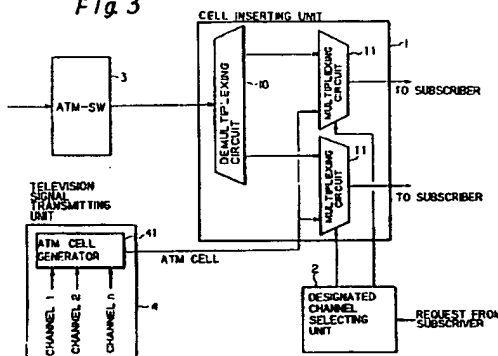 Fig. 3
CELL INSERTING UNIT
1
3
ATM-SW
DEMULTIPLEXING
CIRCUIT
10
MULTIPLEXING
CIRCUIT
11
TO SUBSCRIBER
MULTIPLEXING
CIRCUIT
11
TO SUBSCRIBER
TELEVISION
SIGNAL
TRANSMITTING
UNIT
41
ATM CELL
GENERATOR
ATM CELL
CHANNEL 1
CHANNEL 2
CHANNEL n
4
2
DESIGNATED
CHANNEL
SELECTING
UNIT
REQUEST FROM
SUBSCRIVER